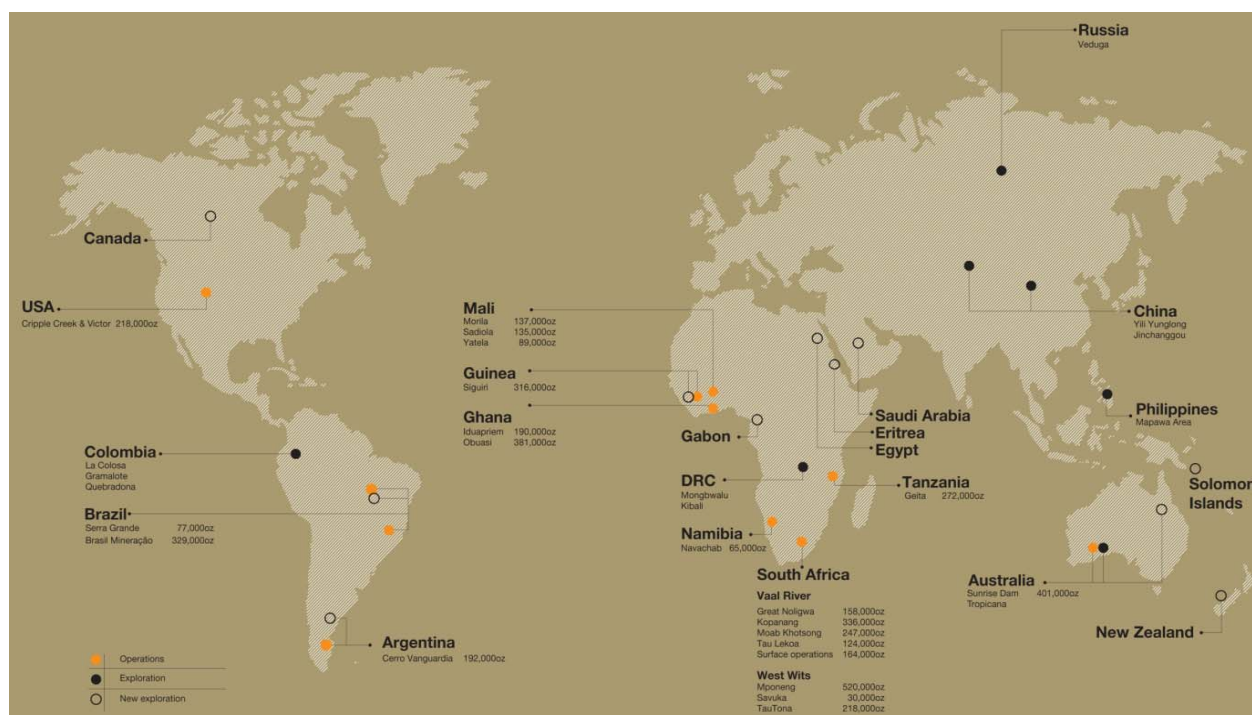 Russia
Veduga
Canada
USA
Cripple Creek & Victor 218,000oz
Mali
Morila 137,000oz
Sadiola 135,000oz
Yatela 89,000oz
Guinea
Siguiri 316,000oz
Ghana
Iduapriem 190,000oz
Obuasi 381,000oz
China
Yili Yunglong
Jinchanggou
Philippines
Mapawa Area
Saudi Arabia
Eritrea
Egypt
Gabon
Colombia
La Colosa
Gramalote
Quebradona
DRC
Mongbwalu
Kibali
Tanzania
Geita 272,000oz
Solomon
Islands
Brazil
Serra Grande 77,000oz
Brasil Mineração 329,000oz
Namibia
Navachab 65,000oz
South Africa
Vaal River
Great Noligwa 158,000oz
Kopanang 336,000oz
Moab Khotsong 247,000oz
Tau Lekoa 124,000oz
Surface operations 164,000oz
West Wits
Mponeng 520,000oz
Savuka 30,000oz
TauTona 218,000oz
Australia
Sunrise Dam 401,000oz
Tropicana
New Zealand
Argentina
Cerro Vanguardia 192,000oz
Operations
Exploration
New exploration